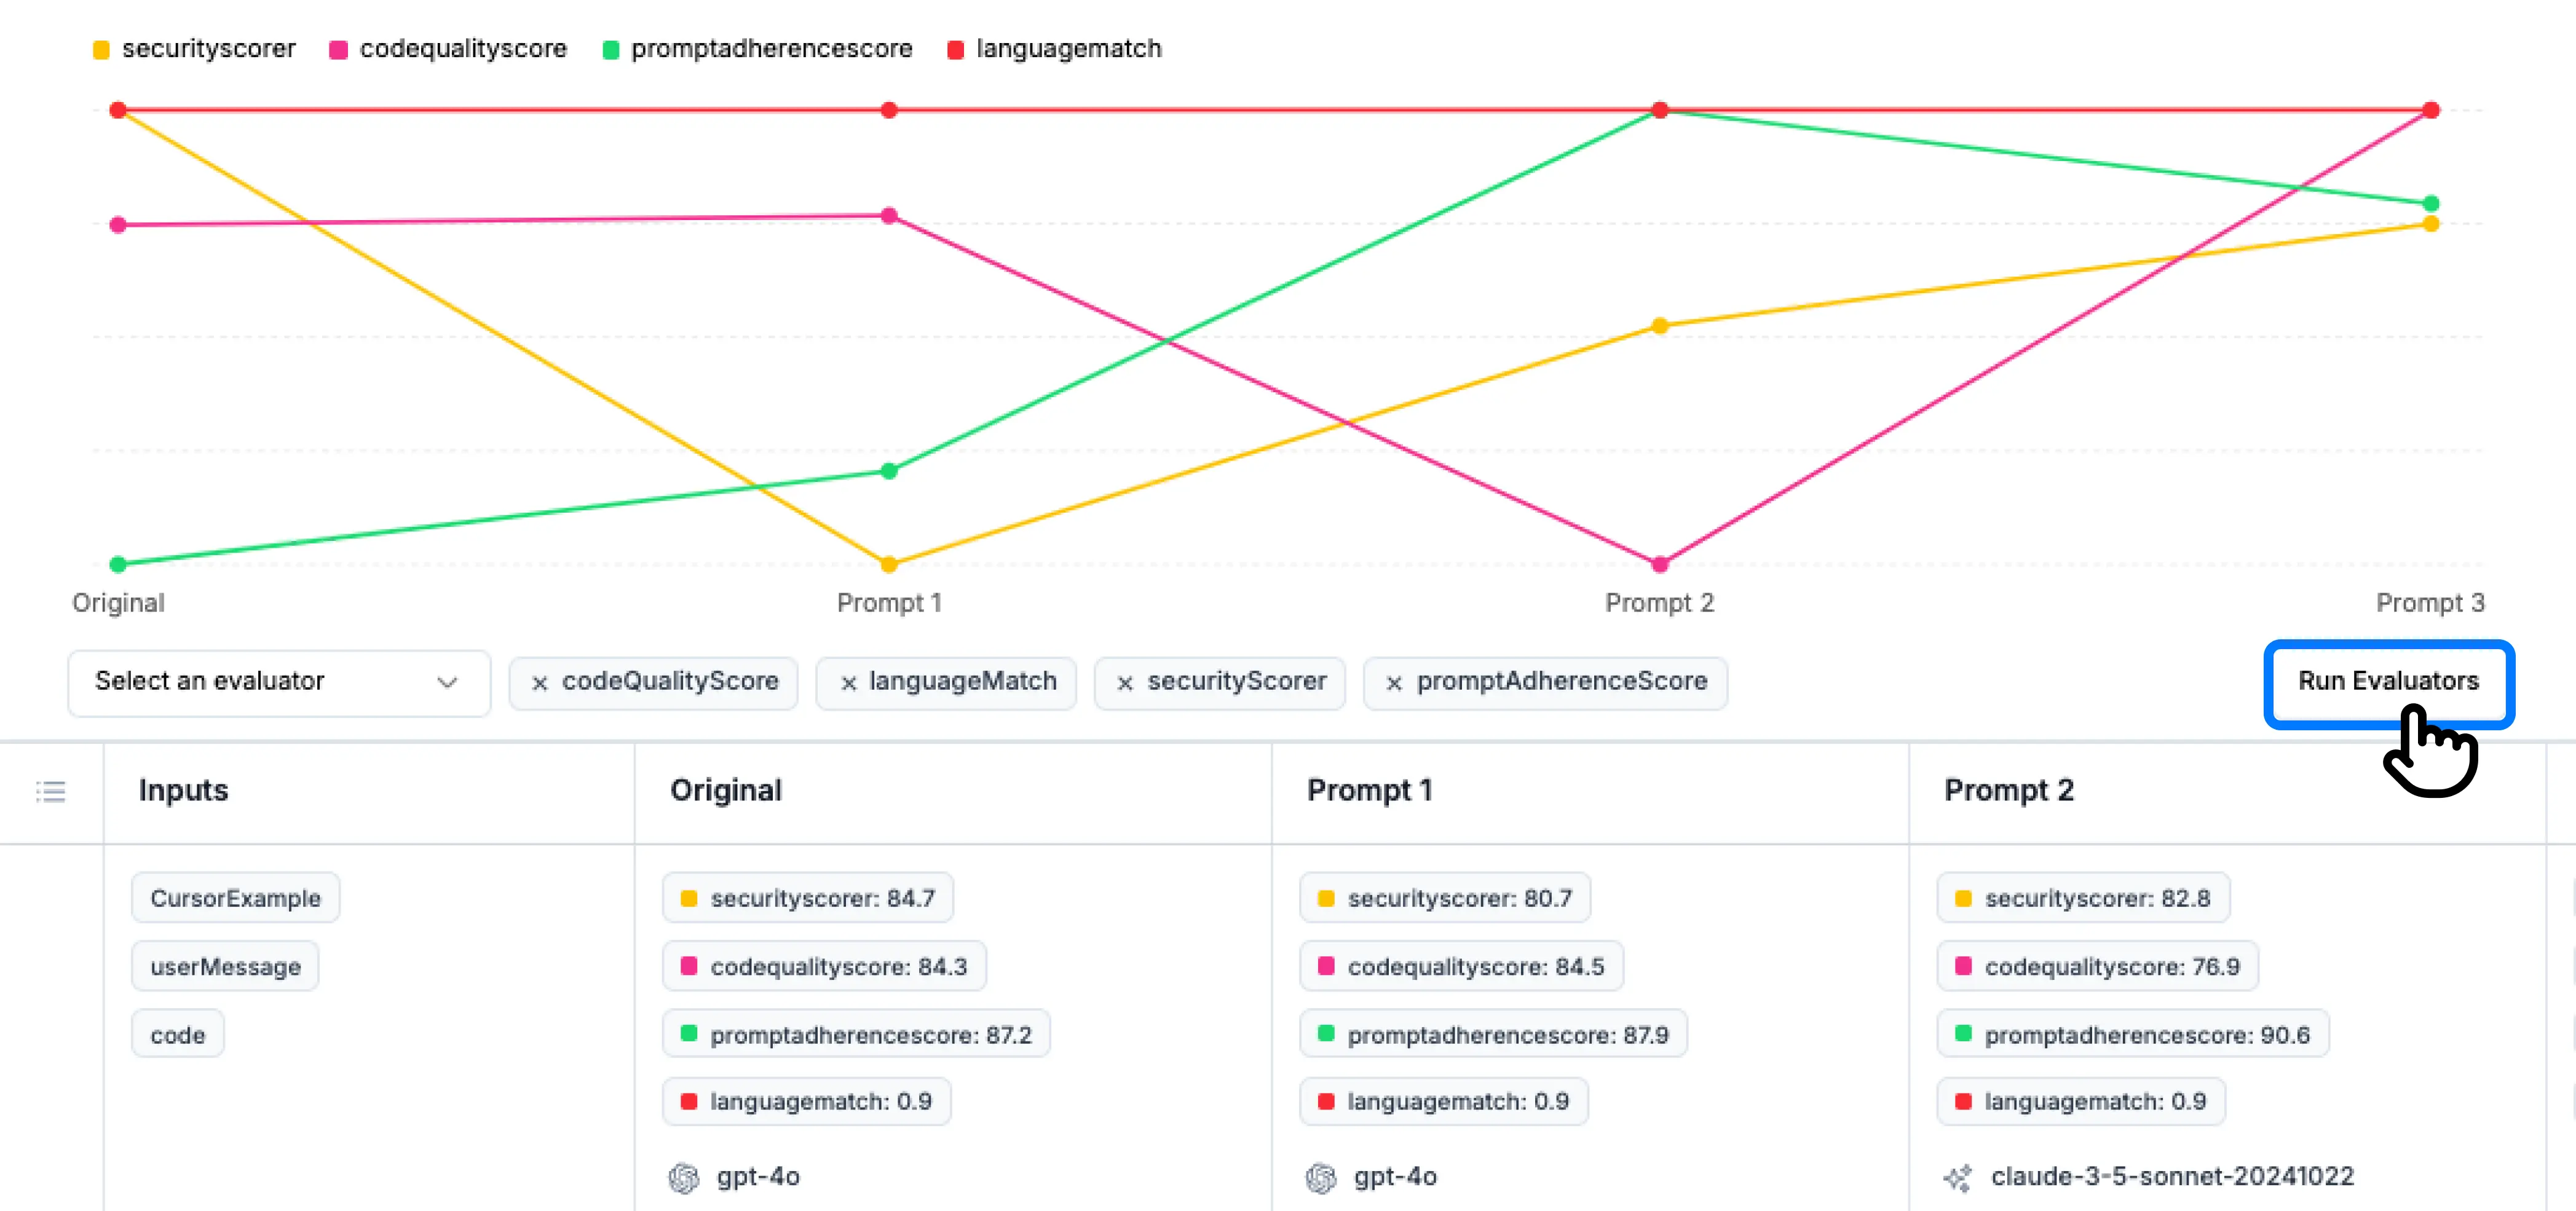 securityscorer codequalityscore promptadherencescore languagematch
Original Prompt 1 Prompt 2 Prompt 3
Select an evaluator × codeQualityScore × languageMatch × securityScorer × promptAdherenceScore Run Evaluators
Inputs Original Prompt 1 Prompt 2
CursorExample securityscorer: 84.7 securityscorer: 80.7 securityscorer: 82.8
userMessage codequalityscore: 84.3 codequalityscore: 84.5 codequalityscore: 76.9
code promptadherencescore: 87.2 promptadherencescore: 87.9 promptadherencescore: 90.6
languagematch: 0.9 languagematch: 0.9 languagematch: 0.9
gpt-4o gpt-4o claude-3-5-sonnet-20241022